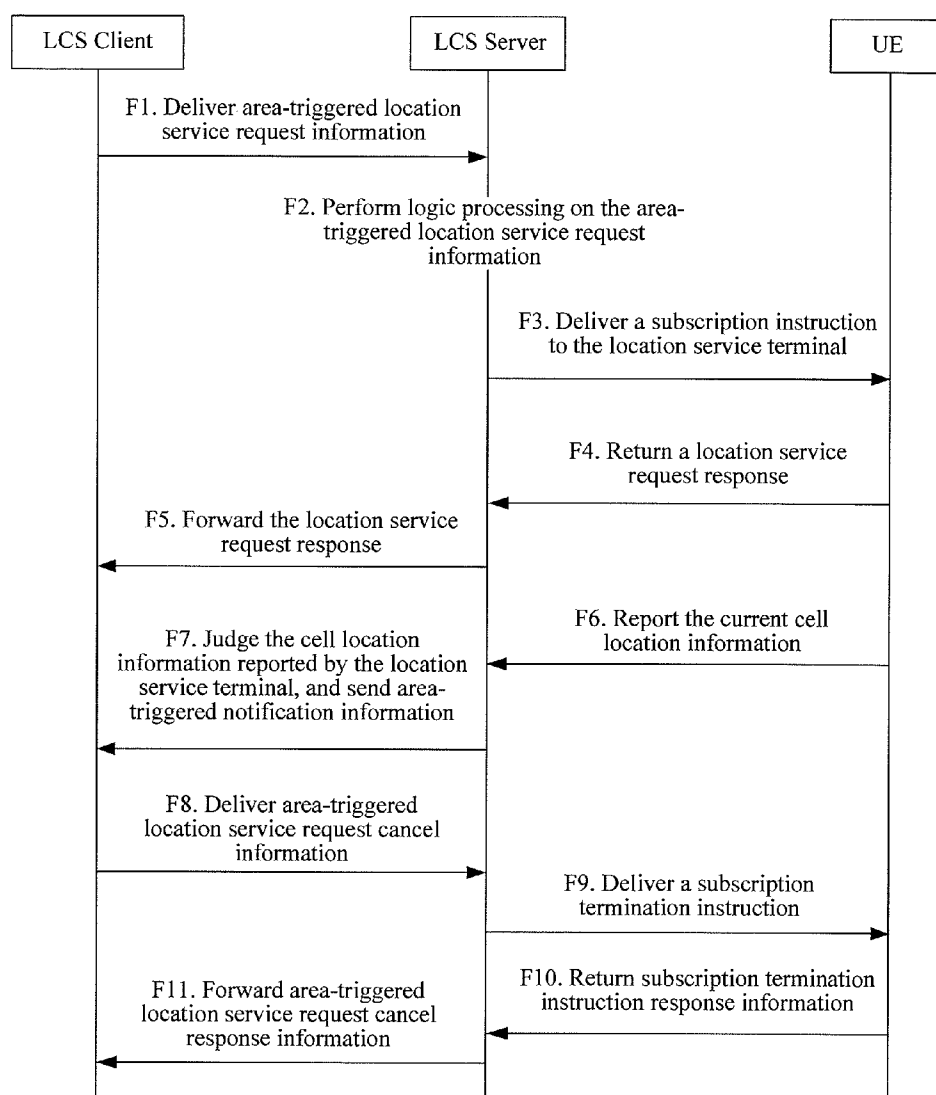 LCS Client
LCS Server
UE
F1. Deliver area-triggered location
service request information
F2. Perform logic processing on the area-
triggered location service request
information
F3. Deliver a subscription instruction
to the location service terminal
F4. Return a location service
request response
F5. Forward the location service
request response
F6. Report the current cell
location information
F7. Judge the cell location
information reported by the location
service terminal, and send area-
triggered notification information
F8. Deliver area-triggered
location service request cancel
information
F9. Deliver a subscription
termination instruction
F10. Return subscription termination
instruction response information
F11. Forward area-triggered
location service request cancel
response information